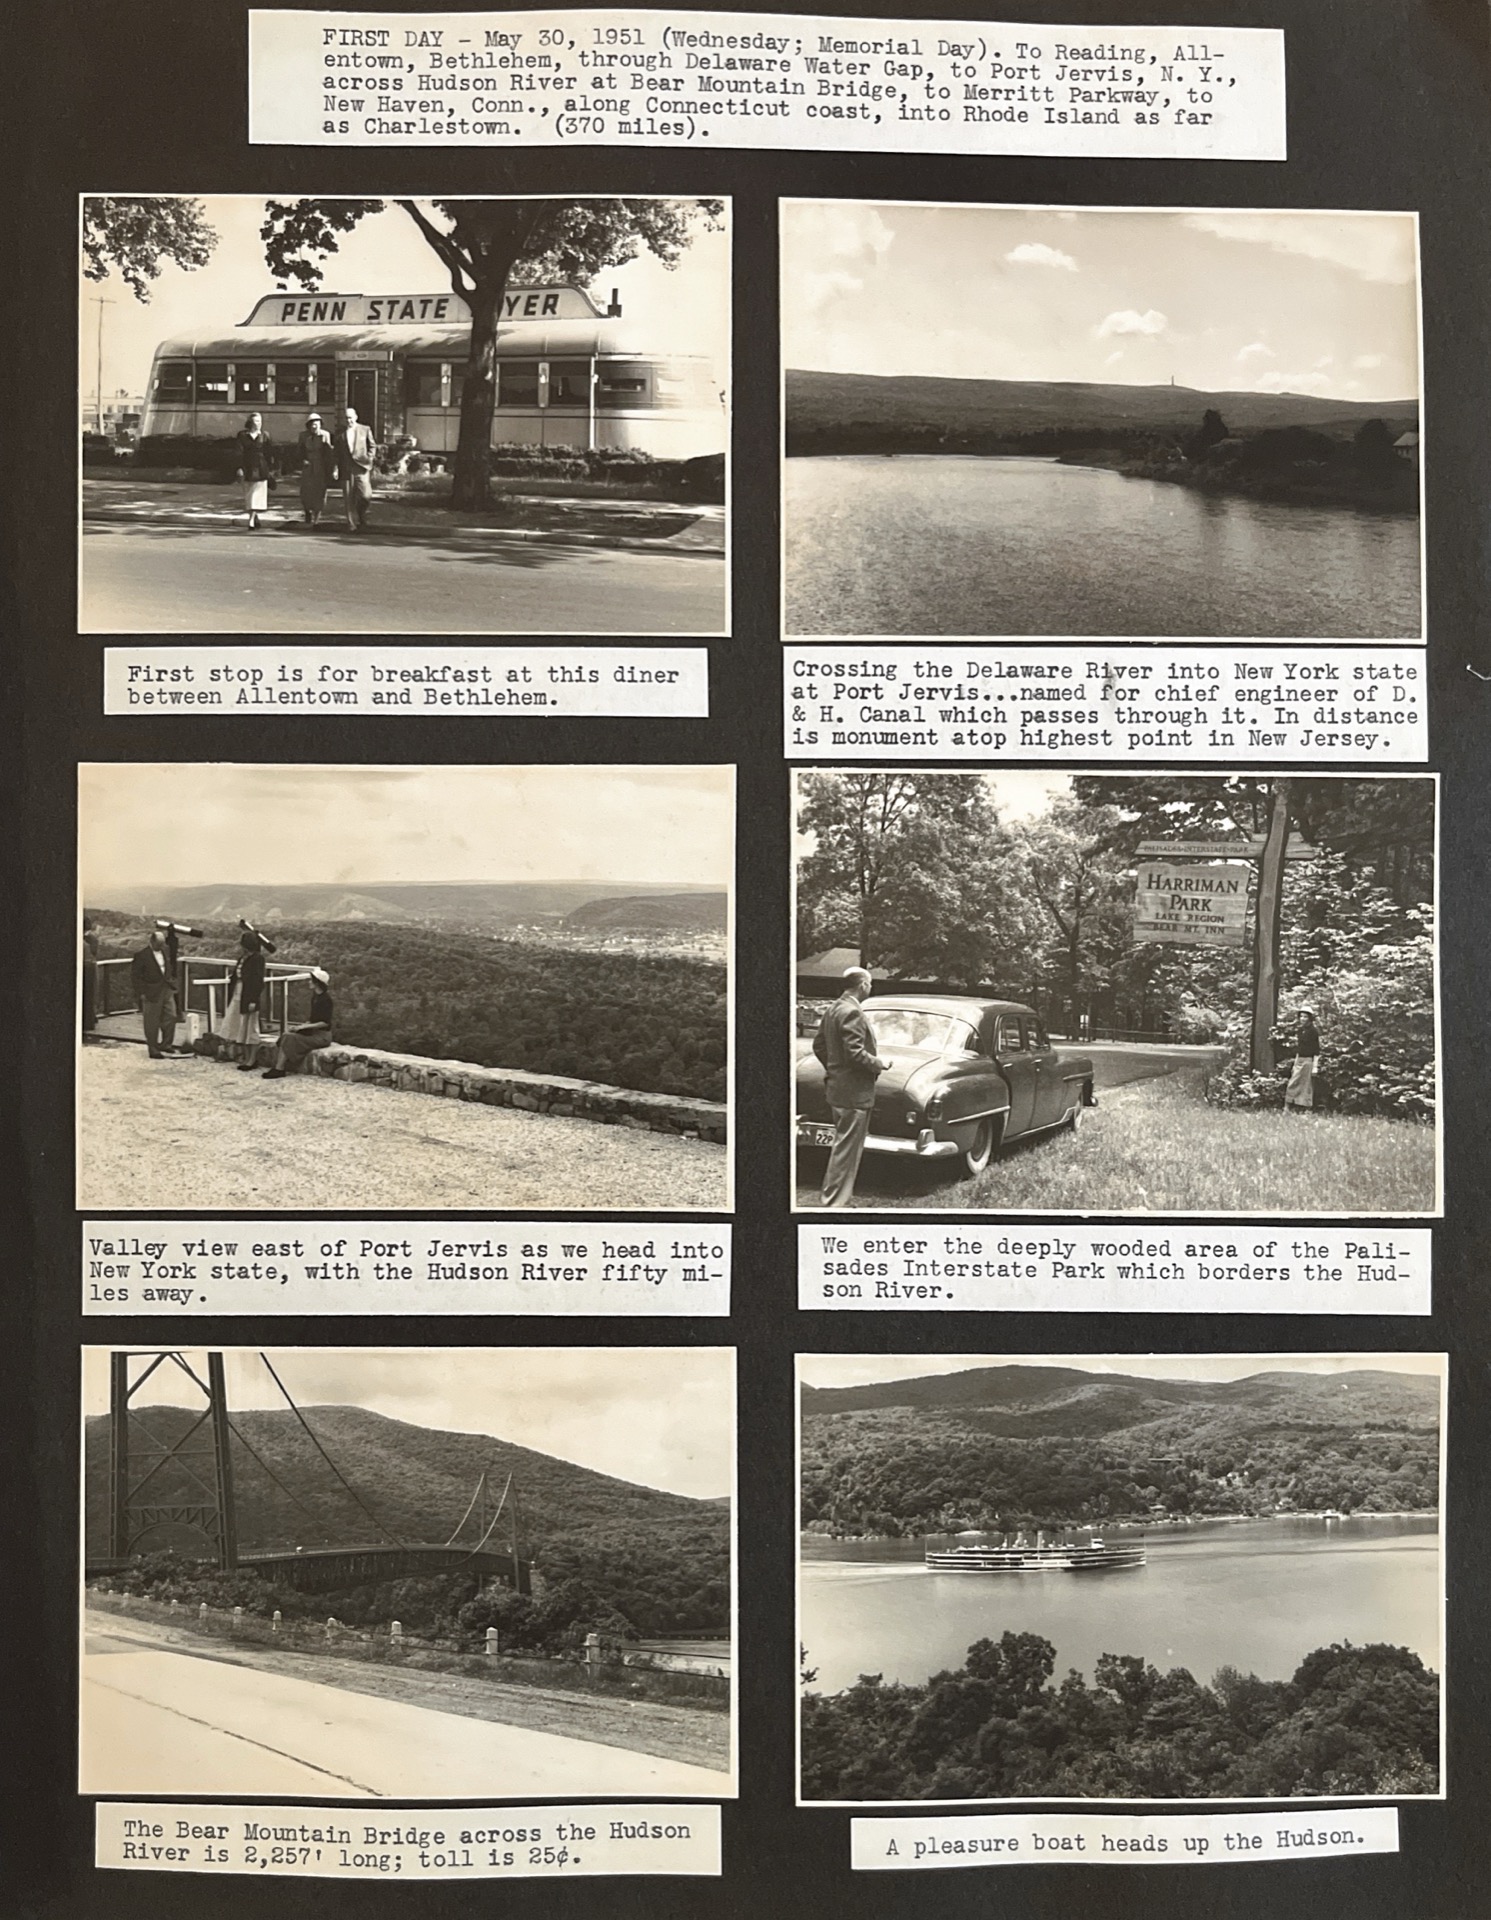 FIRST DAY - May 30, 1951 (Wednesday; Memorial Day). To Reading, All-
entown, Bethlehem, through Delaware Water Gap, to Port Jervis, N. Y.,
across Hudson River at Bear Mountain Bridge, to Merritt Parkway, to
New Haven, Conn., along Connecticut coast, into Rhode Island as far
as Charlestown. (370 miles).
PENN STATE YER
First stop is for breakfast at this diner
between Allentown and Bethlehem.
Crossing the Delaware River into New York state
at Port Jervis...named for chief engineer of D.
& H. Canal which passes through it. In distance
is monument atop highest point in New Jersey.
PALISADES INTERSTATE PARK
HARRIMAN
PARK
LAKE REGION
BEAR MT. INN
Valley view east of Port Jervis as we head into
New York state, with the Hudson River fifty mi-
les away.
We enter the deeply wooded area of the Pali-
sades Interstate Park which borders the Hud-
son River.
The Bear Mountain Bridge across the Hudson
River is 2,257' long; toll is 25¢.
A pleasure boat heads up the Hudson.